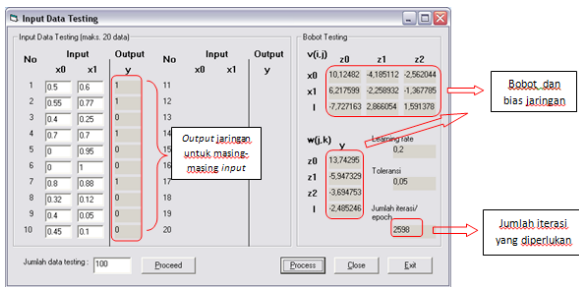 Input Data Testing
Input Data Testing (maks. 20 data)
No Input Output No Input Output
x0 x1 y x0 x1 y
1 0.5 0.6 1 11
2 0.55 0.77 1 12
3 0.4 0.25 0 13
4 0.7 0.7 1 14
5 0 0.95 0 15
6 0 1 0 16
7 0.8 0.88 1 17
8 0.32 0.12 0 18
9 0.4 0.05 0 19
10 0.45 0.1 0 20
Output jaringan
untuk masing-
masing input
Jumlah data testing : 100
Proceed
Bobot Testing
v(i,j) z0 z1 z2
x0 10,12482 -4,185112 -2,562044
x1 6,217599 -2,258932 -1,367785
I -7,727163 2,866054 1,591378
w(j,k) y
z0 13,74295
z1 -5,947329
z2 -3,694753
I -2,485246
Learning rate
0,2
Toleransi
0,05
Jumlah iterasi/
epoch
2598
Process Close Exit
Bobot dan
bias jaringan
Jumlah iterasi
yang diperlukan